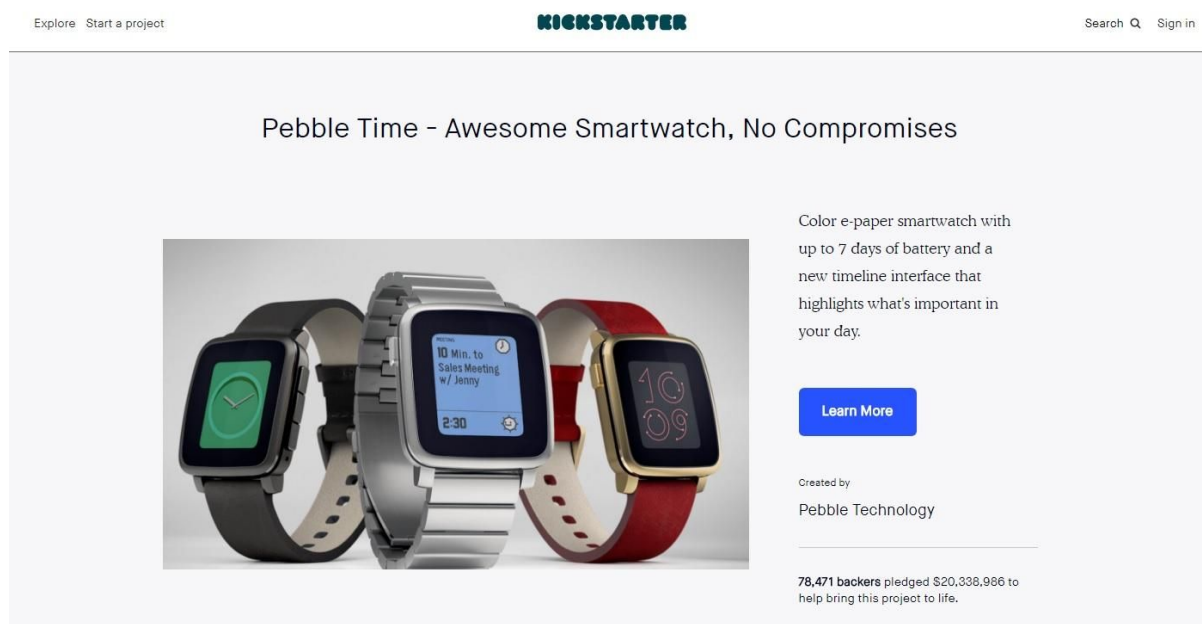 Explore Start a project
KICKSTARTER
Search Sign in
Pebble Time - Awesome Smartwatch, No Compromises
Color e-paper smartwatch with
up to 7 days of battery and a
new timeline interface that
highlights what's important in
your day.
Learn More
Created by
Pebble Technology
78,471 backers pledged $20,338,986 to
help bring this project to life.
MEETING
10 Min. to
Sales Meeting
w/ Jenny
2:30
10
09